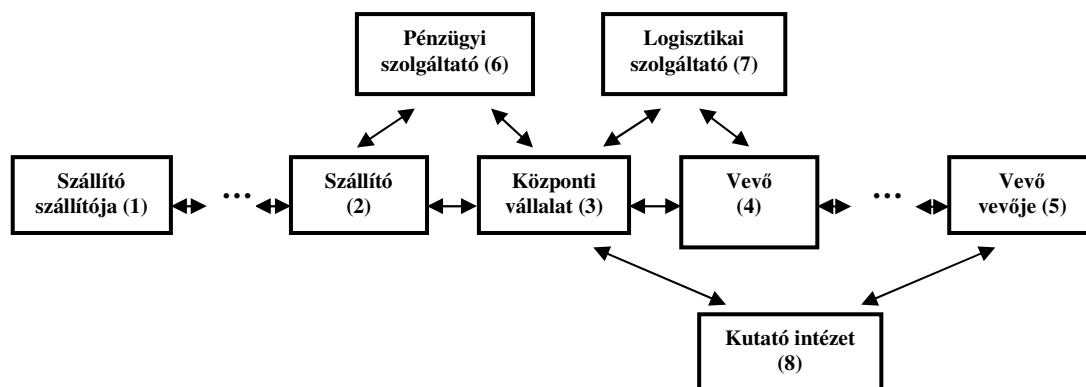 Pénzügyi
szolgáltató (6)
Logisztikai
szolgáltató (7)
Szállító
szállítója (1)
...
Szállító
(2)
Központi
vállalat (3)
Vevő
(4)
...
Vevő
vevője (5)
Kutató intézet
(8)